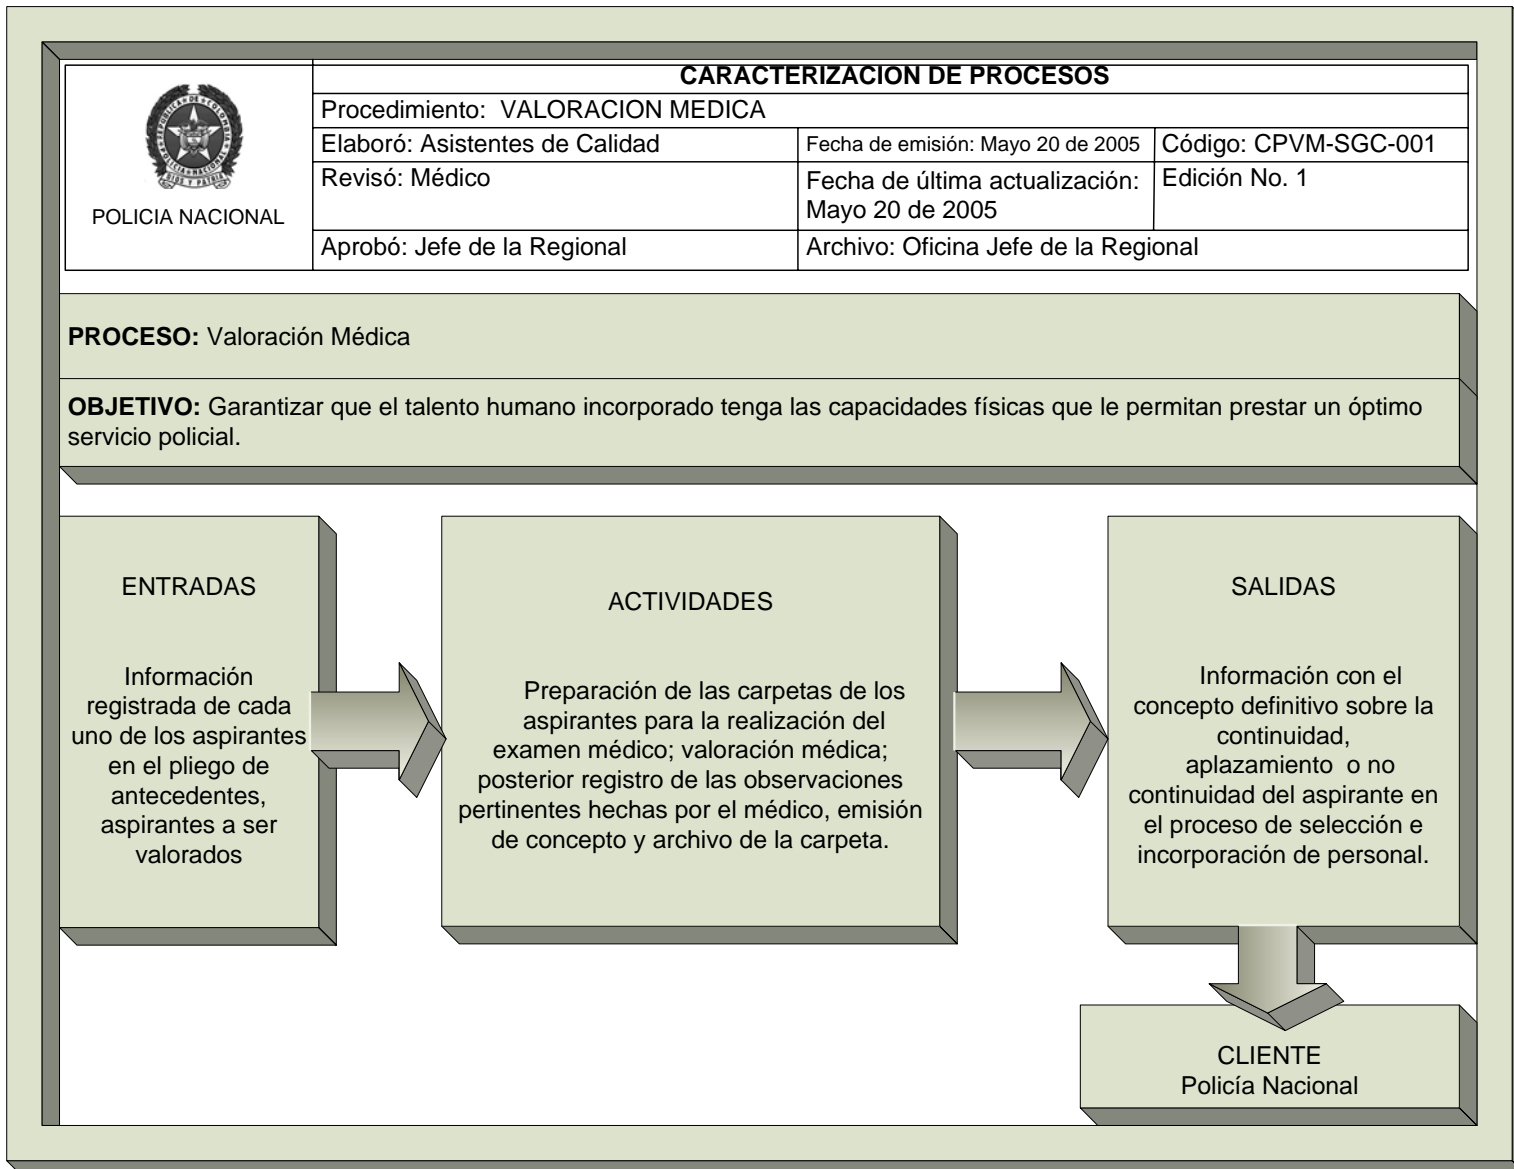 CARACTERIZACION DE PROCESOS
Procedimiento: VALORACION MEDICA
Elaboró: Asistentes de Calidad
Fecha de emisión: Mayo 20 de 2005
Código: CPVM-SGC-001
Revisó: Médico
Fecha de última actualización:
Mayo 20 de 2005
Edición No. 1
Aprobó: Jefe de la Regional
Archivo: Oficina Jefe de la Regional
REPUBLICA DE COLOMBIA
POLICIA NACIONAL
DIOS Y PATRIA
POLICIA NACIONAL
PROCESO: Valoración Médica
OBJETIVO: Garantizar que el talento humano incorporado tenga las capacidades físicas que le permitan prestar un óptimo
servicio policial.
ENTRADAS
Información
registrada de cada
uno de los aspirantes
en el pliego de
antecedentes,
aspirantes a ser
valorados
ACTIVIDADES
Preparación de las carpetas de los
aspirantes para la realización del
examen médico; valoración médica;
posterior registro de las observaciones
pertinentes hechas por el médico, emisión
de concepto y archivo de la carpeta.
SALIDAS
Información con el
concepto definitivo sobre la
continuidad,
aplazamiento o no
continuidad del aspirante en
el proceso de selección e
incorporación de personal.
CLIENTE
Policía Nacional